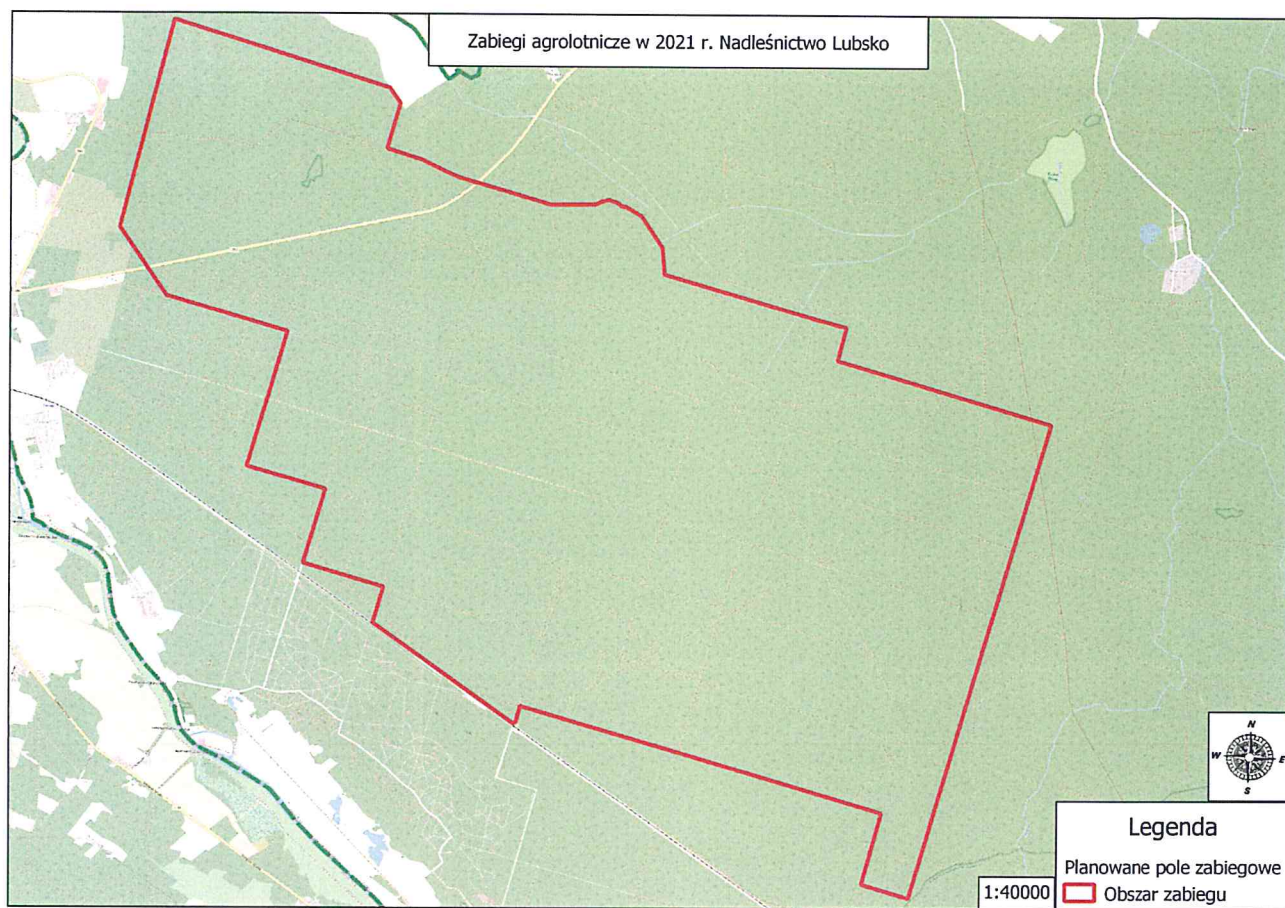 Zabiegi agrolotnicze w 2021 r. Nadleśnictwo Lubsko
N
W
E
S
Legenda
Planowane pole zabiegowe
1:40000
Obszar zabiegu